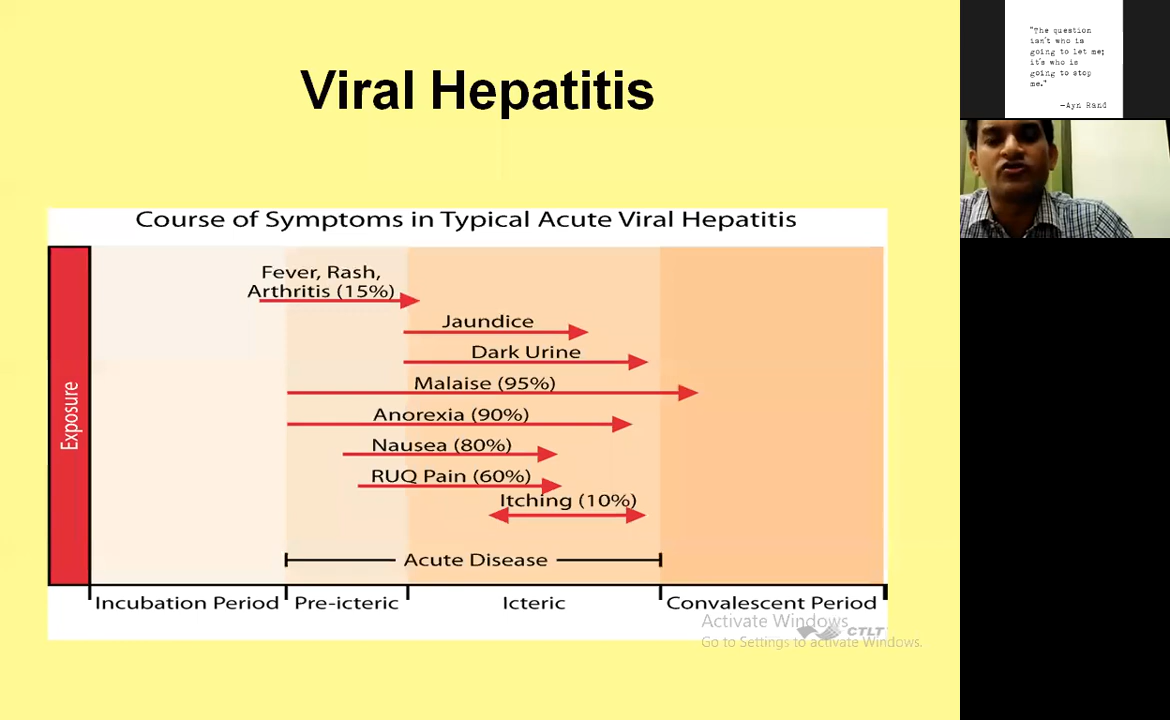 Viral Hepatitis
Course of Symptoms in Typical Acute Viral Hepatitis
Exposure
Fever, Rash,
Arthritis (15%)
Jaundice
Dark Urine
Malaise (95%)
Anorexia (90%)
Nausea (80%)
RUQ Pain (60%)
Itching (10%)
Acute Disease
Incubation Period
Pre-icteric
Icteric
Convalescent Period
Activate Windows
CTLT
Go to Settings to activate Windows.
"The question
isn't who is
going to let me;
it's who is
going to stop
me."
—Ayn Rand